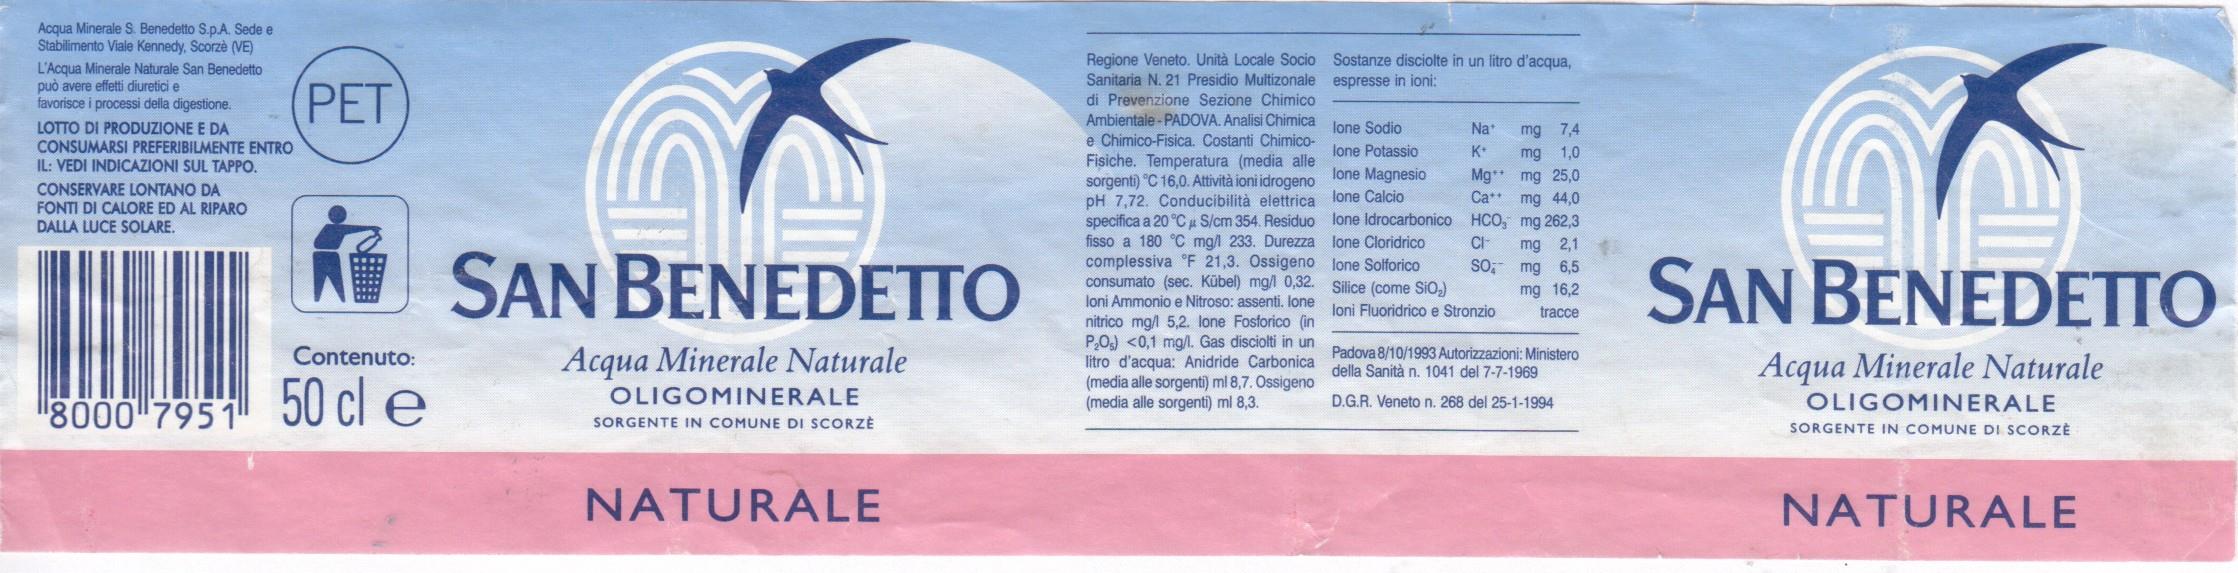 Acqua Minerale S. Benedetto S.p.A. Sede e
Stabilimento Viale Kennedy, Scorzè (VE)
L'Acqua Minerale Naturale San Benedetto
può avere effetti diuretici e
favorisce i processi della digestione.
LOTTO DI PRODUZIONE E DA
CONSUMARSI PREFERIBILMENTE ENTRO
IL: VEDI INDICAZIONI SUL TAPPO.
CONSERVARE LONTANO DA
FONTI DI CALORE ED AL RIPARO
DALLA LUCE SOLARE.
8000 7951
PET
Contenuto:
50 cl e
SAN BENEDETTO
Acqua Minerale Naturale
OLIGOMINERALE
SORGENTE IN COMUNE DI SCORZÈ
NATURALE
Regione Veneto. Unità Locale Socio
Sanitaria N. 21 Presidio Multizonale
di Prevenzione Sezione Chimico
Ambientale - PADOVA. Analisi Chimica
e Chimico-Fisica. Costanti Chimico-
Fisiche. Temperatura (media alle
sorgenti) °C 16,0. Attività ioni idrogeno
pH 7,72. Conducibilità elettrica
specifica a 20 °C µ S/cm 354. Residuo
fisso a 180 °C mg/l 233. Durezza
complessiva °F 21,3. Ossigeno
consumato (sec. Kübel) mg/l 0,32.
Ioni Ammonio e Nitroso: assenti. Ione
nitrico mg/l 5,2. Ione Fosforico (in
P₂O₅) <0,1 mg/l. Gas disciolti in un
litro d'acqua: Anidride Carbonica
(media alle sorgenti) ml 8,7. Ossigeno
(media alle sorgenti) ml 8,3.
Sostanze disciolte in un litro d'acqua,
espresse in ioni:
Ione Sodio Na⁺ mg 7,4
Ione Potassio K⁺ mg 1,0
Ione Magnesio Mg⁺⁺ mg 25,0
Ione Calcio Ca⁺⁺ mg 44,0
Ione Idrocarbonico HCO₃⁻ mg 262,3
Ione Cloridrico Cl⁻ mg 2,1
Ione Solforico SO₄⁻⁻ mg 6,5
Silice (come SiO₂) mg 16,2
Ioni Fluoridrico e Stronzio tracce
Padova 8/10/1993 Autorizzazioni: Ministero
della Sanità n. 1041 del 7-7-1969
D.G.R. Veneto n. 268 del 25-1-1994
SAN BENEDETTO
Acqua Minerale Naturale
OLIGOMINERALE
SORGENTE IN COMUNE DI SCORZÈ
NATURALE